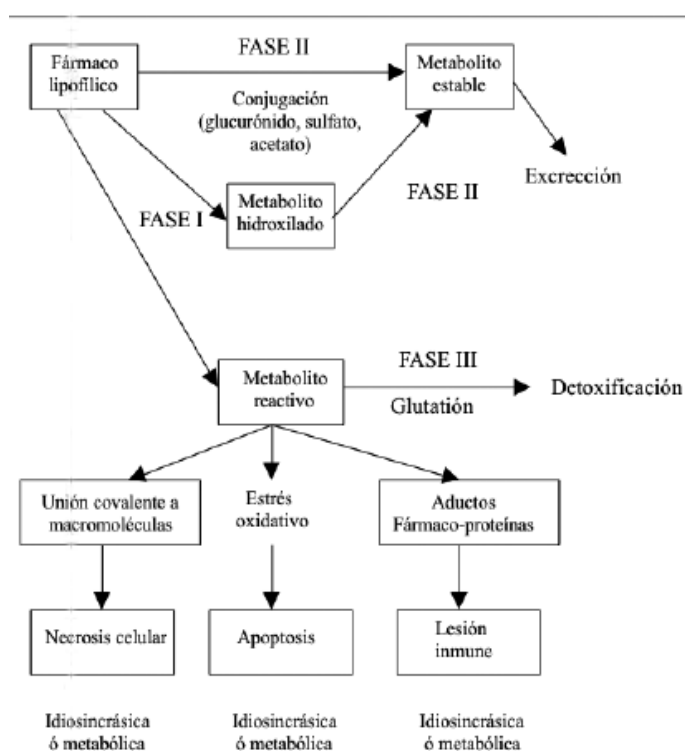 FASE II
Fármaco
lipofílico
Metabolito
estable
Conjugación
(glucurónido, sulfato,
acetato)
Excrección
FASE II
FASE I
Metabolito
hidroxilado
FASE III
Metabolito
reactivo
Glutatión
Detoxificación
Unión covalente a
macromoléculas
Estrés
oxidativo
Aductos
Fármaco-proteínas
Necrosis celular
Apoptosis
Lesión
inmune
Idiosincrásica
ó metabólica
Idiosincrásica
ó metabólica
Idiosincrásica
ó metabólica